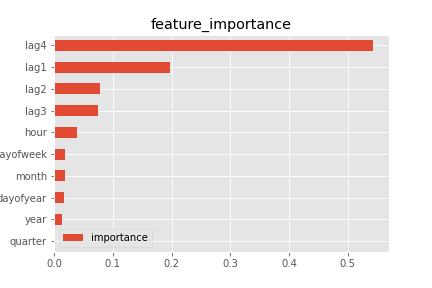 feature_importance
lag4
lag1
lag2
lag3
hour
ayofweek
month
dayofyear
year
quarter
importance
0.0 0.1 0.2 0.3 0.4 0.5